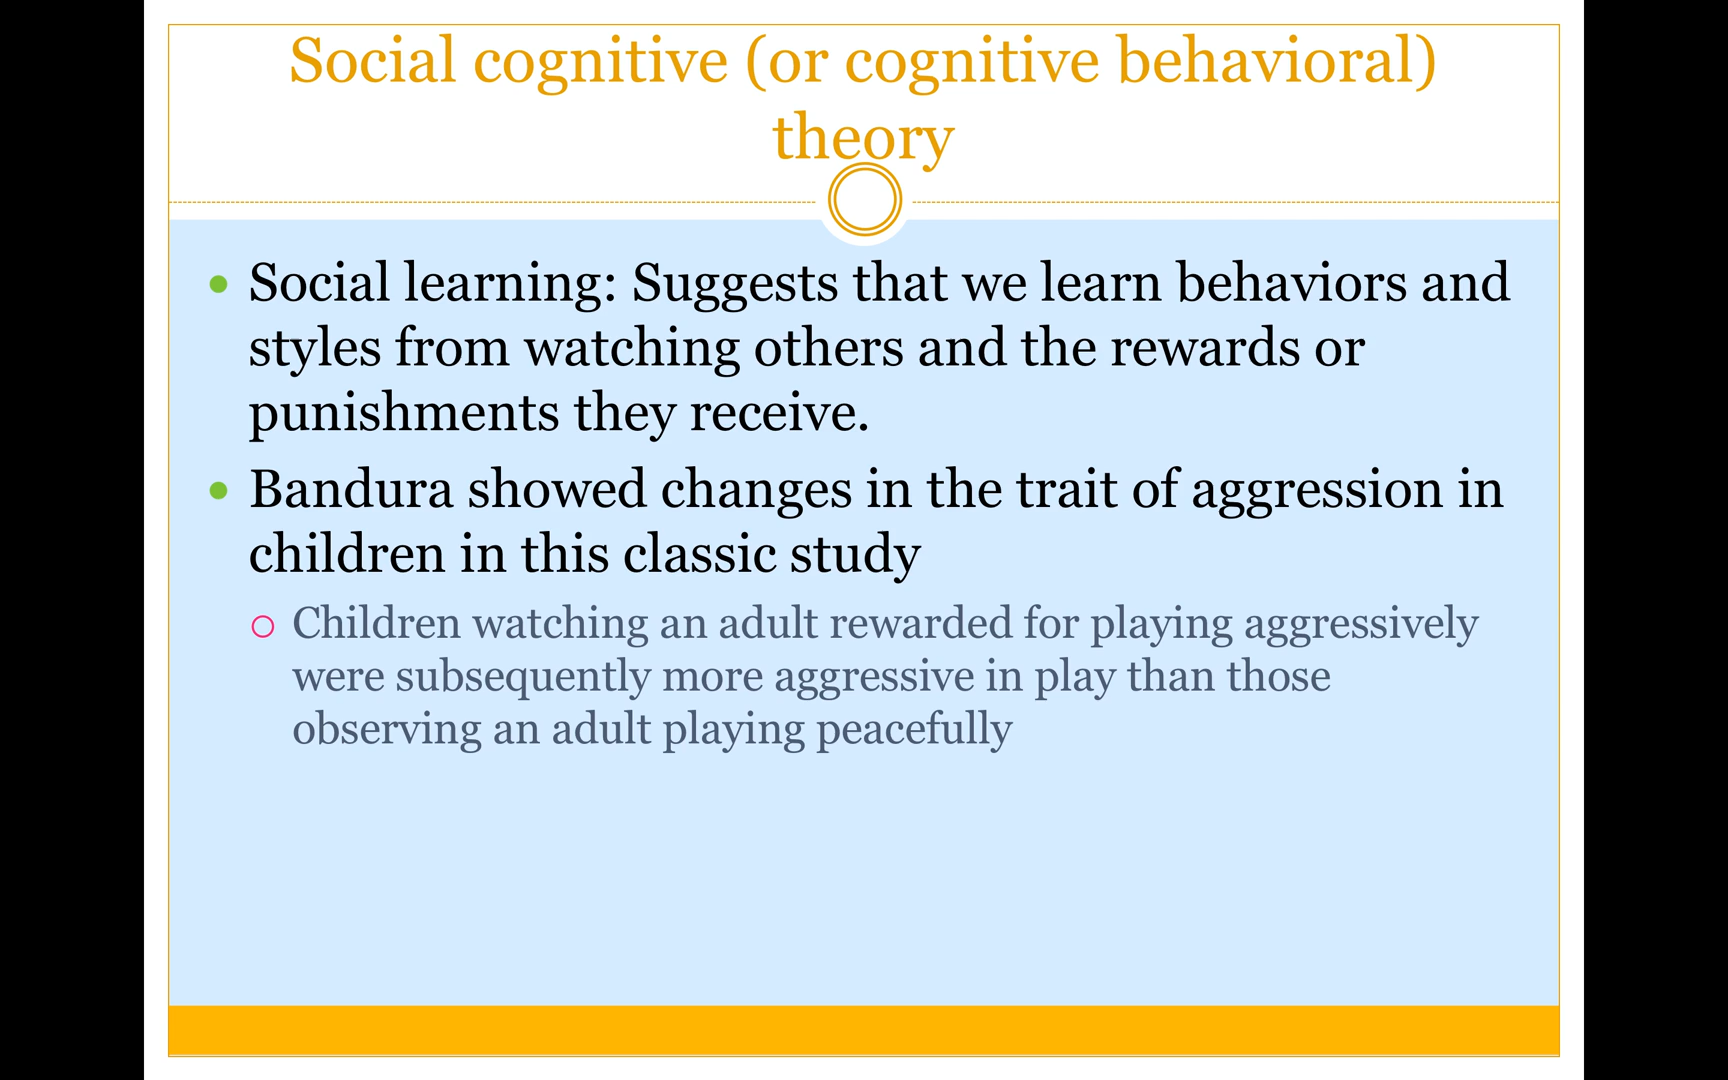 Social cognitive (or cognitive behavioral)
theory
Social learning: Suggests that we learn behaviors and
styles from watching others and the rewards or
punishments they receive.
Bandura showed changes in the trait of aggression in
children in this classic study
Children watching an adult rewarded for playing aggressively
were subsequently more aggressive in play than those
observing an adult playing peacefully